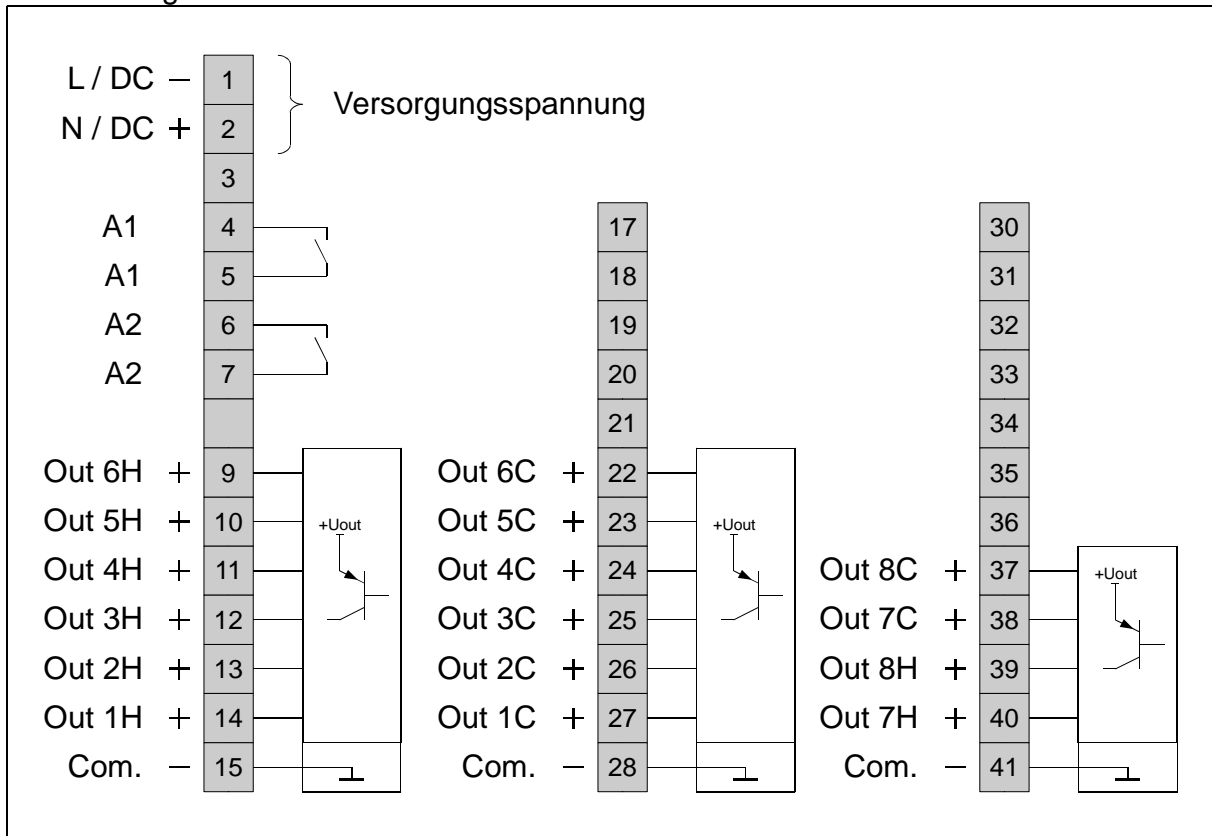 L / DC − 1
N / DC + 2
Versorgungsspannung
3
A1 4
A1 5
A2 6
A2 7
Out 6H + 9
Out 5H + 10
Out 4H + 11
Out 3H + 12
Out 2H + 13
Out 1H + 14
Com. − 15
+Uout
17
18
19
20
21
Out 6C + 22
Out 5C + 23
Out 4C + 24
Out 3C + 25
Out 2C + 26
Out 1C + 27
Com. − 28
+Uout
30
31
32
33
34
35
36
Out 8C + 37
Out 7C + 38
Out 8H + 39
Out 7H + 40
Com. − 41
+Uout